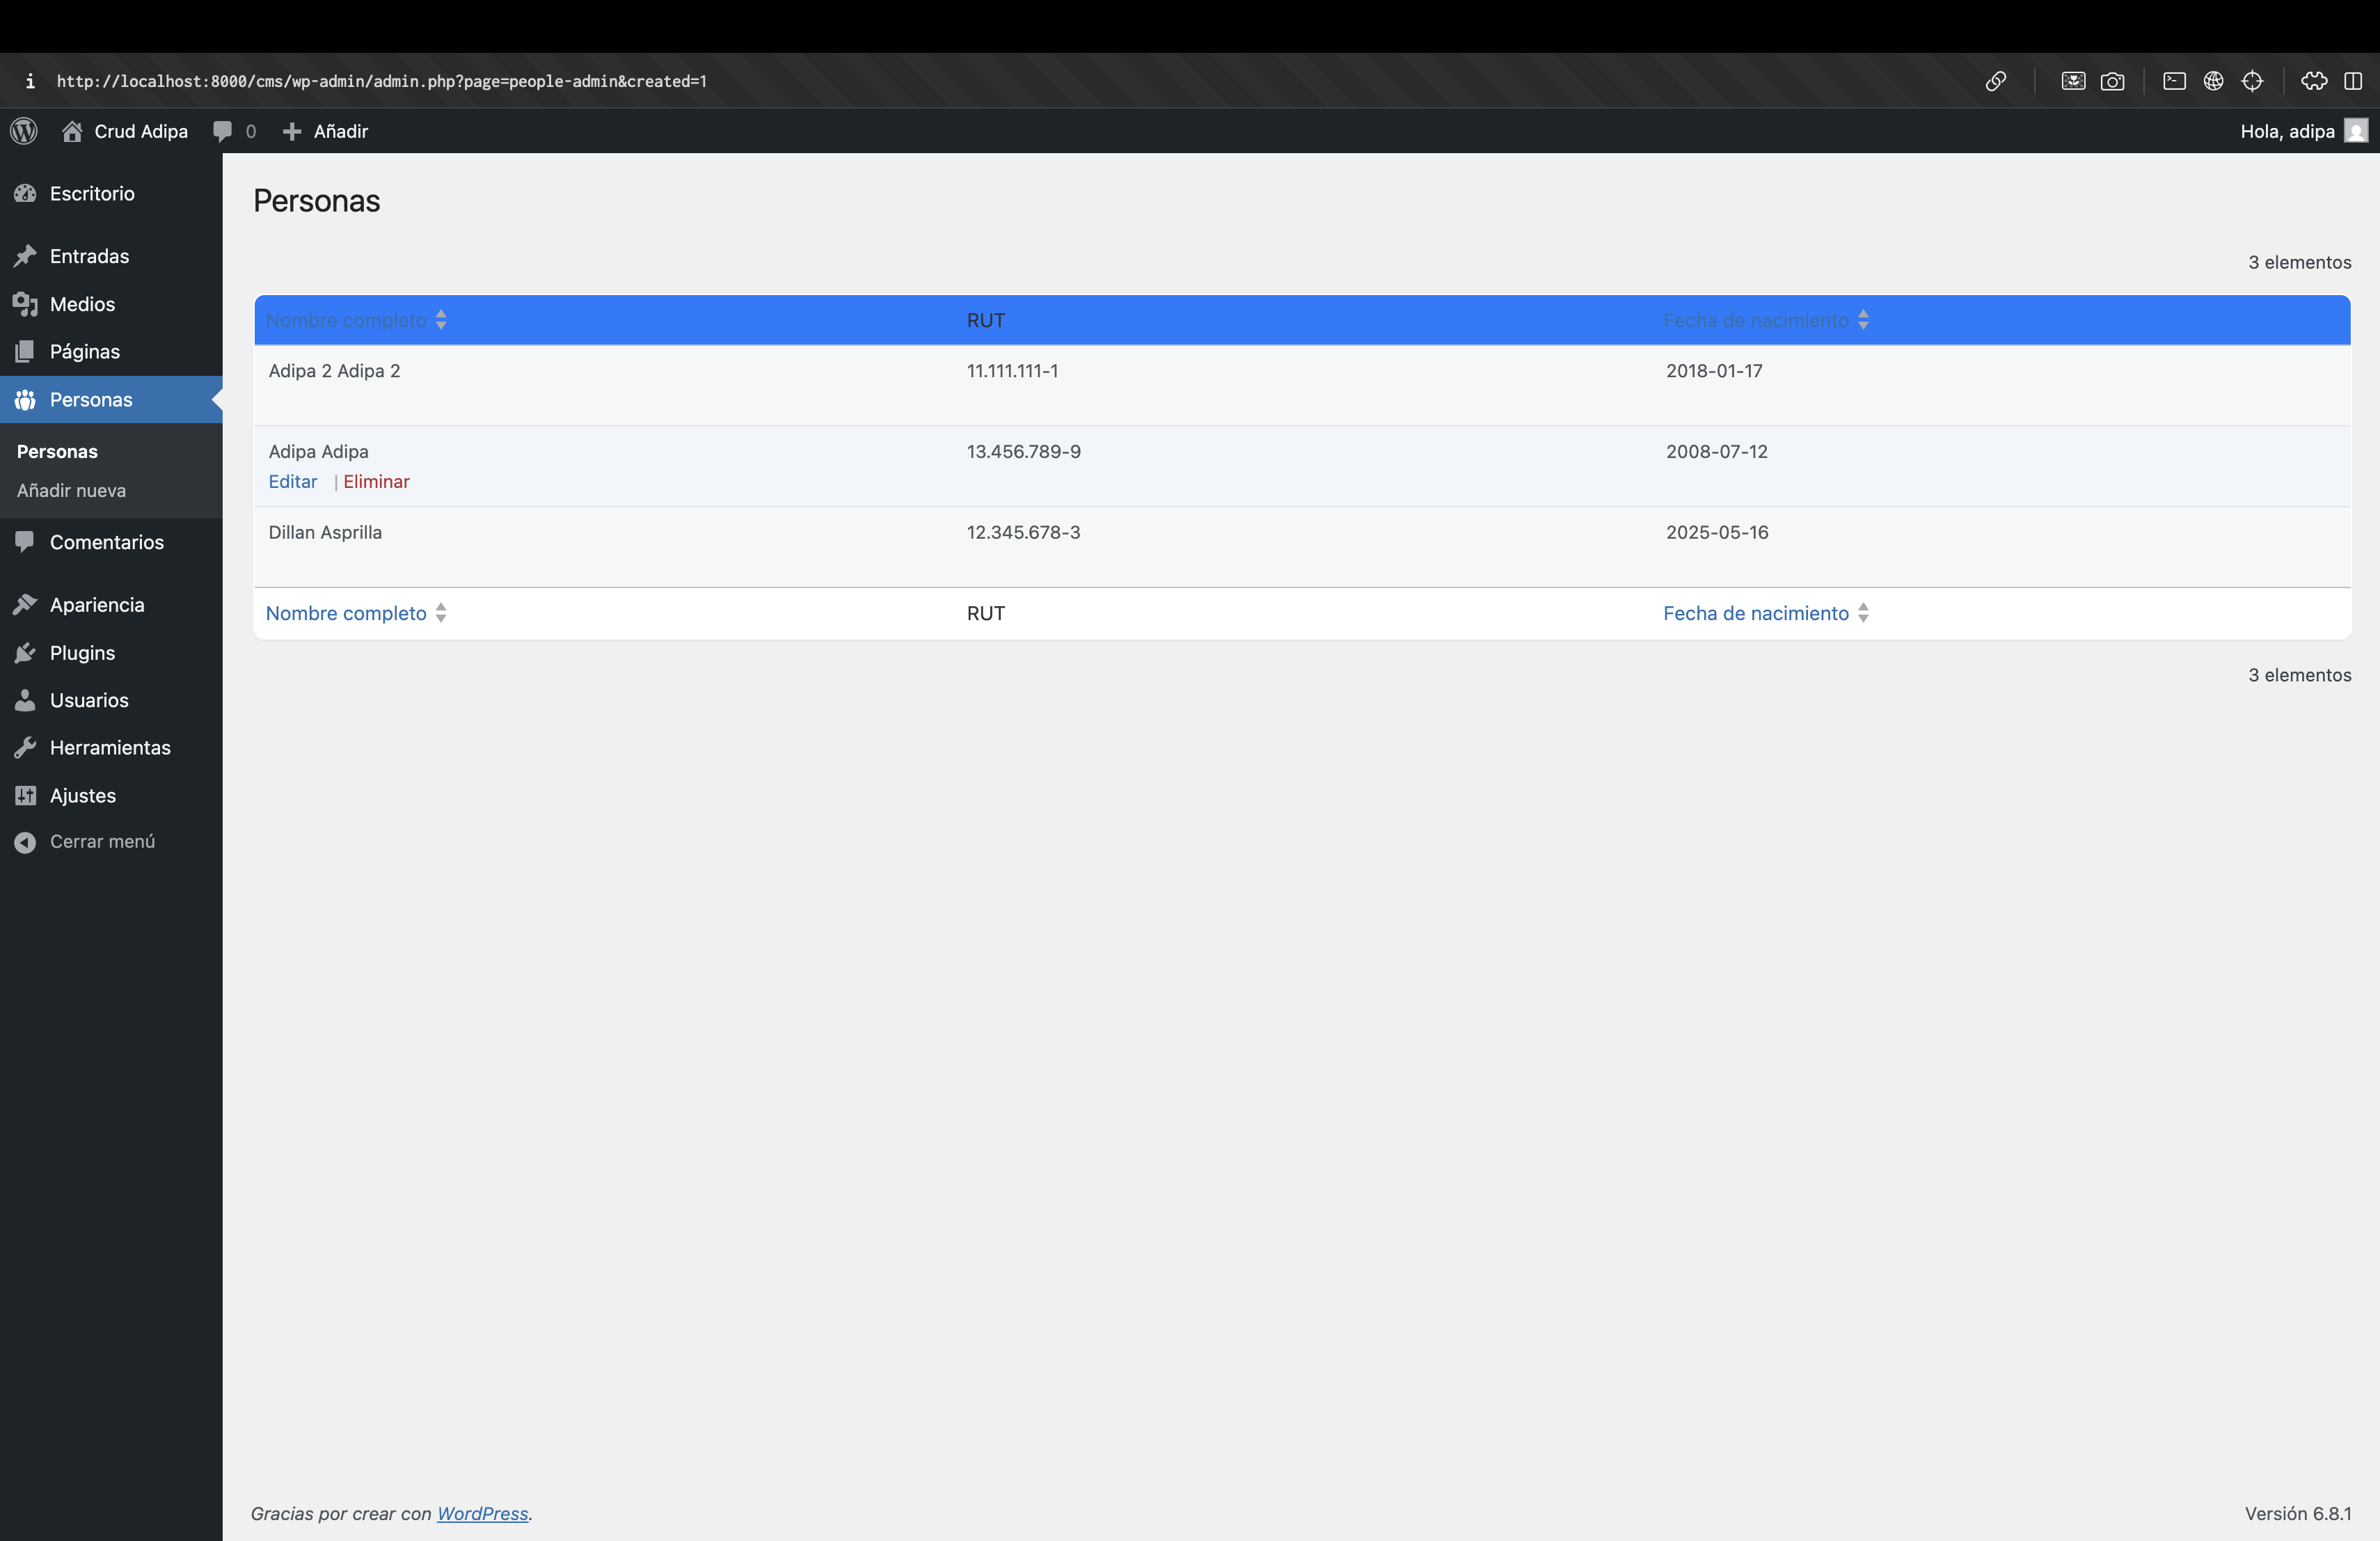 http://localhost:8000/cms/wp-admin/admin.php?page=people-admin&created=1
Crud Adipa 0 Añadir Hola, adipa
Escritorio
Entradas
Medios
Páginas
Personas
Personas
Añadir nueva
Comentarios
Apariencia
Plugins
Usuarios
Herramientas
Ajustes
Cerrar menú
Personas
3 elementos
Nombre completo RUT Fecha de nacimiento
Adipa 2 Adipa 2 11.111.111-1 2018-01-17
Adipa Adipa 13.456.789-9 2008-07-12
Editar | Eliminar
Dillan Asprilla 12.345.678-3 2025-05-16
Nombre completo RUT Fecha de nacimiento
3 elementos
Gracias por crear con WordPress. Versión 6.8.1